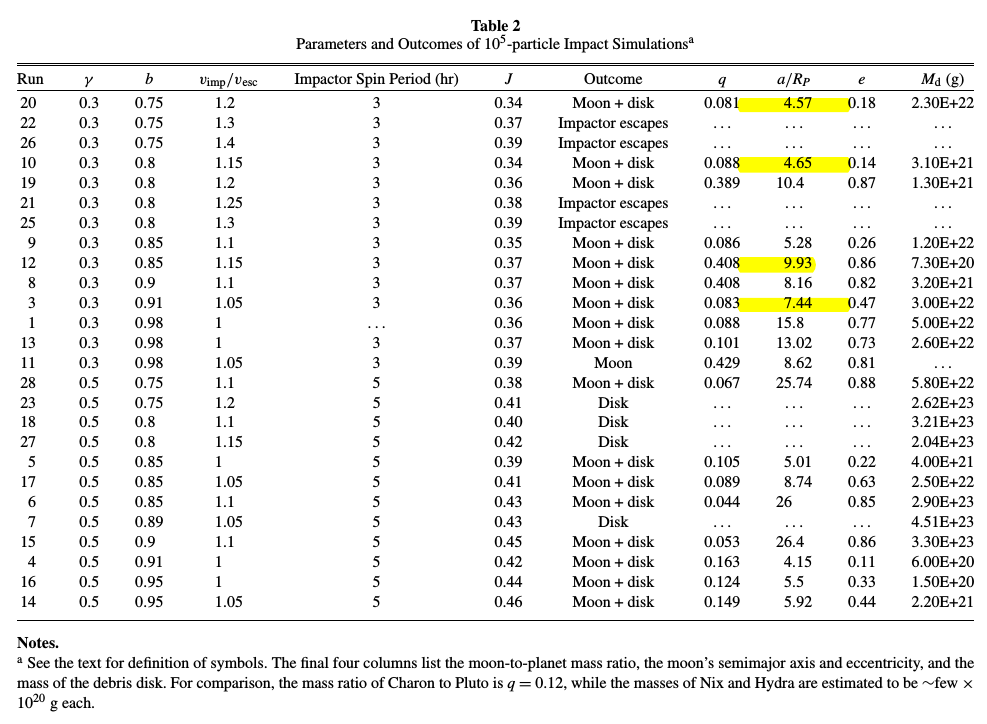 Table 2
Parameters and Outcomes of 10⁵-particle Impact Simulationsᵃ
Run γ b vimp/vesc Impactor Spin Period (hr) J Outcome q a/RP e Md (g)
20 0.3 0.75 1.2 3 0.34 Moon + disk 0.081 4.57 0.18 2.30E+22
22 0.3 0.75 1.3 3 0.37 Impactor escapes ... ... ... ...
26 0.3 0.75 1.4 3 0.39 Impactor escapes ... ... ... ...
10 0.3 0.8 1.15 3 0.34 Moon + disk 0.088 4.65 0.14 3.10E+21
19 0.3 0.8 1.2 3 0.36 Moon + disk 0.389 10.4 0.87 1.30E+21
21 0.3 0.8 1.25 3 0.38 Impactor escapes ... ... ... ...
25 0.3 0.8 1.3 3 0.39 Impactor escapes ... ... ... ...
9 0.3 0.85 1.1 3 0.35 Moon + disk 0.086 5.28 0.26 1.20E+22
12 0.3 0.85 1.15 3 0.37 Moon + disk 0.408 9.93 0.86 7.30E+20
8 0.3 0.9 1.1 3 0.37 Moon + disk 0.408 8.16 0.82 3.20E+21
3 0.3 0.91 1.05 3 0.36 Moon + disk 0.083 7.44 0.47 3.00E+22
1 0.3 0.98 1 ... 0.36 Moon + disk 0.088 15.8 0.77 5.00E+22
13 0.3 0.98 1 3 0.37 Moon + disk 0.101 13.02 0.73 2.60E+22
11 0.3 0.98 1.05 3 0.39 Moon 0.429 8.62 0.81 ...
28 0.5 0.75 1.1 5 0.38 Moon + disk 0.067 25.74 0.88 5.80E+22
23 0.5 0.75 1.2 5 0.41 Disk ... ... ... 2.62E+23
18 0.5 0.8 1.1 5 0.40 Disk ... ... ... 3.21E+23
27 0.5 0.8 1.15 5 0.42 Disk ... ... ... 2.04E+23
5 0.5 0.85 1 5 0.39 Moon + disk 0.105 5.01 0.22 4.00E+21
17 0.5 0.85 1.05 5 0.41 Moon + disk 0.089 8.74 0.63 2.50E+22
6 0.5 0.85 1.1 5 0.43 Moon + disk 0.044 26 0.85 2.90E+23
7 0.5 0.89 1.05 5 0.43 Disk ... ... ... 4.51E+23
15 0.5 0.9 1.1 5 0.45 Moon + disk 0.053 26.4 0.86 3.30E+23
4 0.5 0.91 1 5 0.42 Moon + disk 0.163 4.15 0.11 6.00E+20
16 0.5 0.95 1 5 0.44 Moon + disk 0.124 5.5 0.33 1.50E+20
14 0.5 0.95 1.05 5 0.46 Moon + disk 0.149 5.92 0.44 2.20E+21
Notes.
ᵃ See the text for definition of symbols. The final four columns list the moon-to-planet mass ratio, the moon's semimajor axis and eccentricity, and the
mass of the debris disk. For comparison, the mass ratio of Charon to Pluto is q = 0.12, while the masses of Nix and Hydra are estimated to be ~few ×
10²⁰ g each.